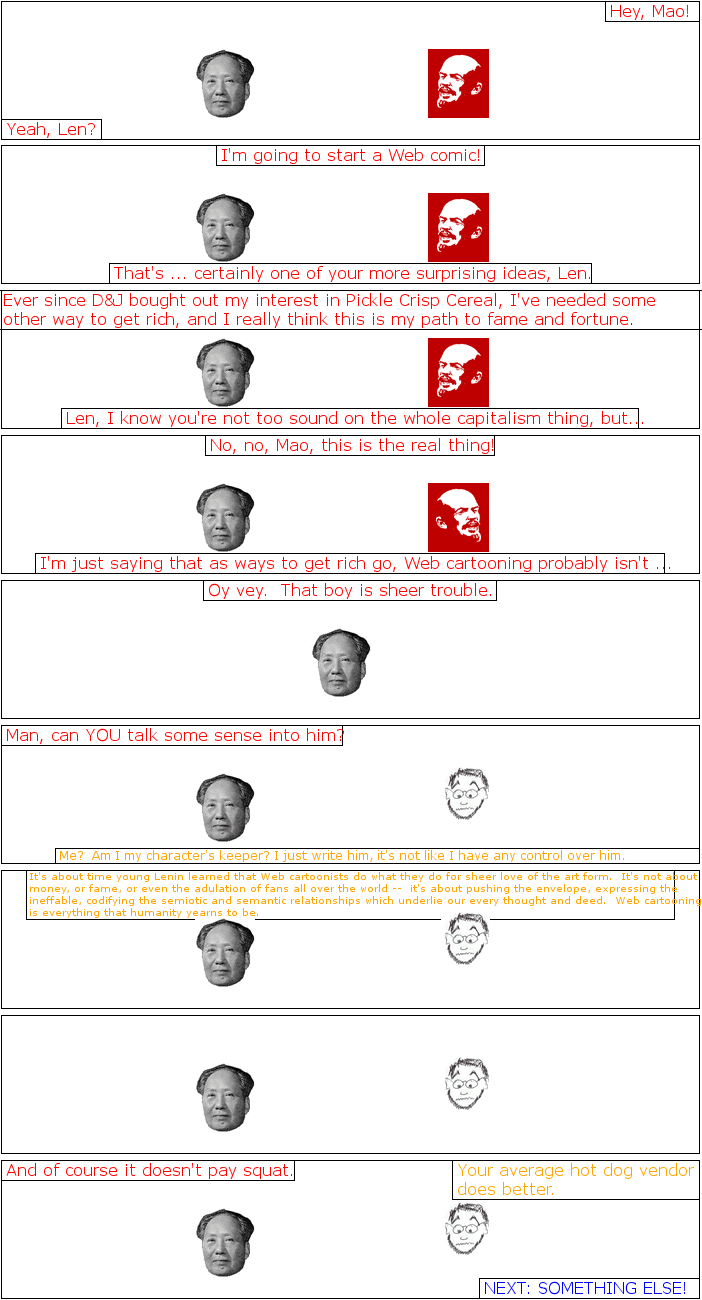 Hey, Mao!
Yeah, Len?
I'm going to start a Web comic!
That's ... certainly one of your more surprising ideas, Len.
Ever since D&J bought out my interest in Pickle Crisp Cereal, I've needed some
other way to get rich, and I really think this is my path to fame and fortune.
Len, I know you're not too sound on the whole capitalism thing, but...
No, no, Mao, this is the real thing!
I'm just saying that as ways to get rich go, Web cartooning probably isn't ...
Oy vey.  That boy is sheer trouble.
Man, can YOU talk some sense into him?
Me?  Am I my character's keeper? I just write him, it's not like I have any control over him.
It's about time young Lenin learned that Web cartoonists do what they do for sheer love of the art form.  It's not about
money, or fame, or even the adulation of fans all over the world --  it's about pushing the envelope, expressing the
ineffable, codifying the semiotic and semantic relationships which underlie our every thought and deed.  Web cartooning
is everything that humanity yearns to be.
And of course it doesn't pay squat.
Your average hot dog vendor
does better.
NEXT: SOMETHING ELSE!